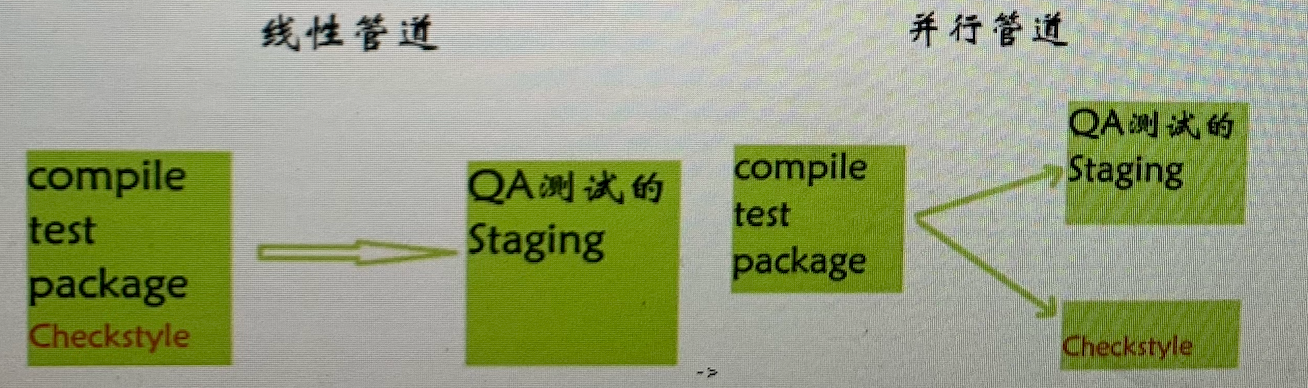 线性管道
并行管道
compile
test
package
Checkstyle
QA测试的
Staging
->
compile
test
package
QA测试的
Staging
Checkstyle